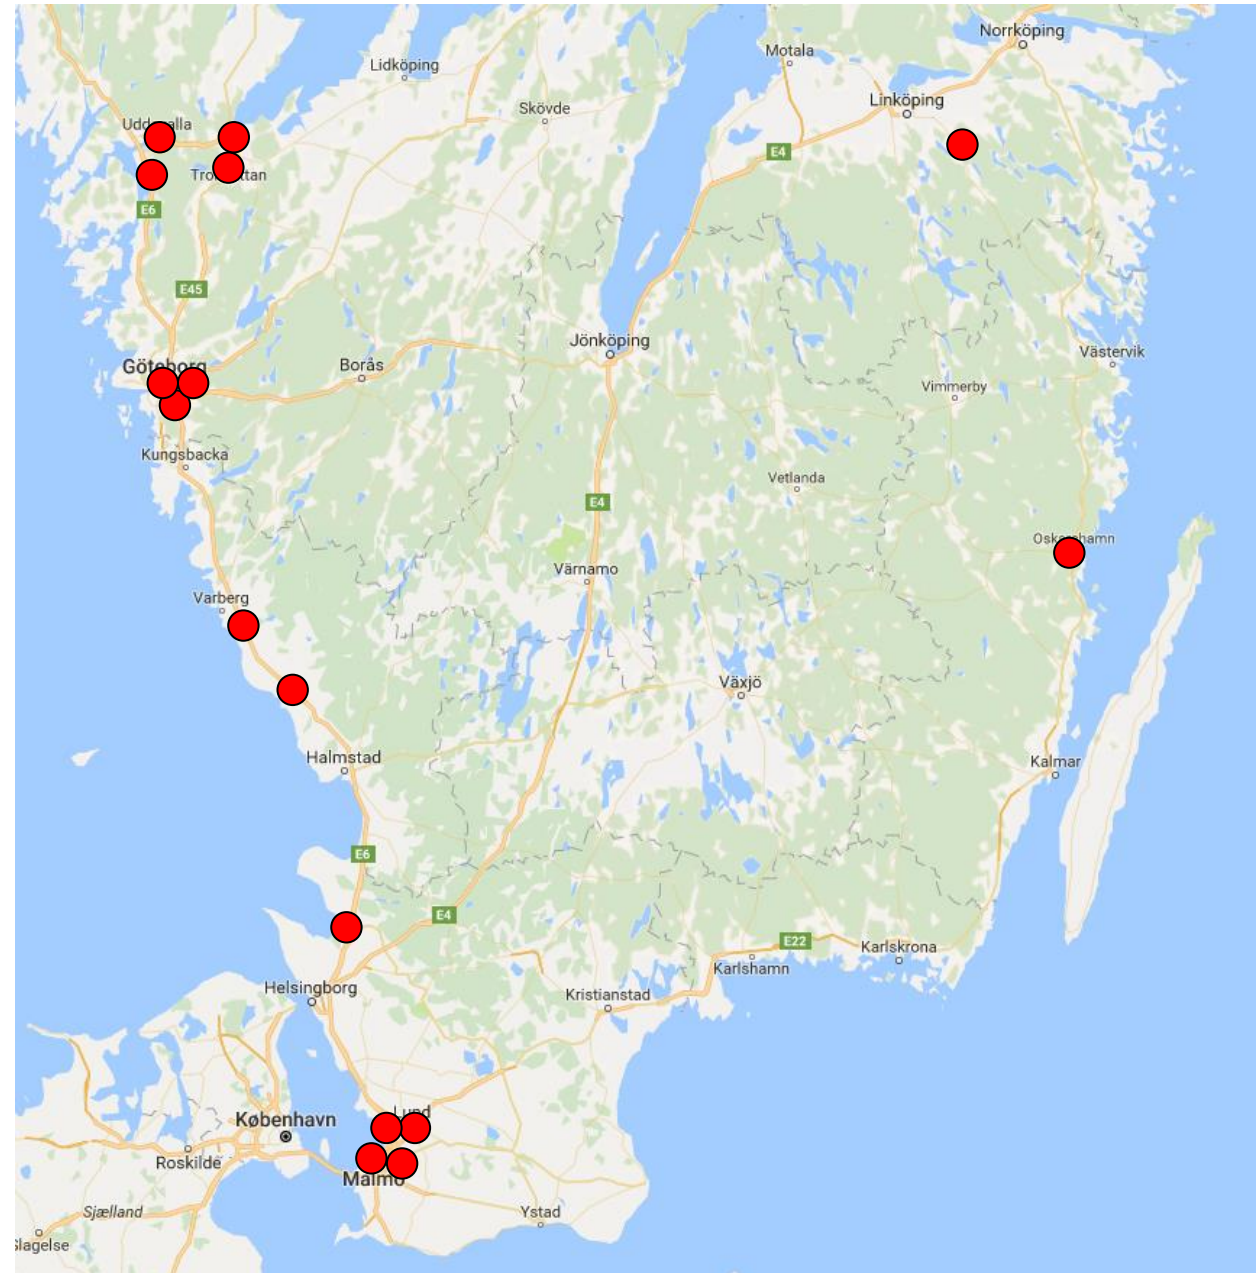 Norrköping
Motala
Lidköping
Linköping
Skövde
E4
E6
E45
Jönköping
Västervik
Borås
Vimmerby
Kungsbacka
Vetlanda
E4
Värnamo
Varberg
Växjö
Halmstad
Kalmar
E6
E4
E22
Karlskrona
Karlshamn
Helsingborg
Kristianstad
København
Roskilde
Sjælland
Ystad